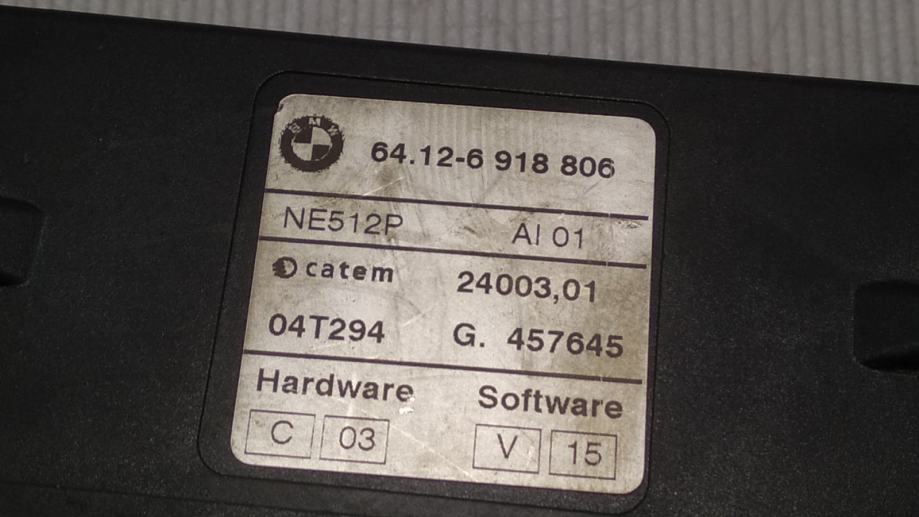 BMW 64.12-6 918 806
NE512P AI 01
catem 24003,01
04T294 G. 457645
Hardware Software
C 03 V 15